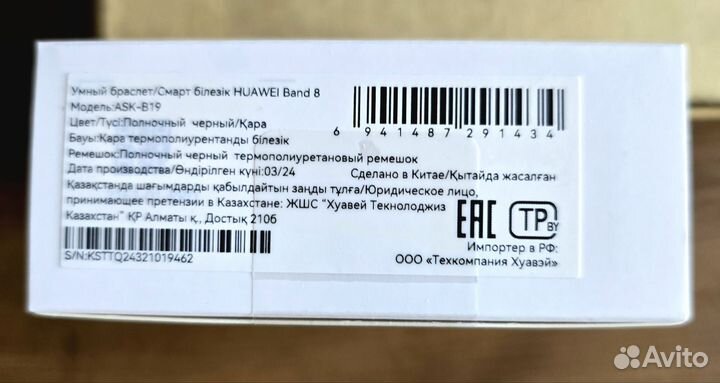 Умный браслет/Смарт білезік HUAWEI Band 8
Модель:ASK-B19
Цвет/Түсі:Полночный черный/Қара
Бауы:Қара термополиуретанды білезік
Ремешок:Полночный черный термополиуретановый ремешок
Дата производства/Өндірілген күні:03/24 Сделано в Китае/Қытайда жасалған
Қазақстанда шағымдарды қабылдайтын заңды тұлға/Юридическое лицо,
принимающее претензии в Казахстане: ЖШС "Хуавей Текнолоджиз
Казахстан" ҚР Алматы қ., Достық 210б
S/N:KSTTQ24321019462
6 941487 291434
EAC TP BY
Импортер в РФ:
ООО «Техкомпания Хуавэй»
Avito